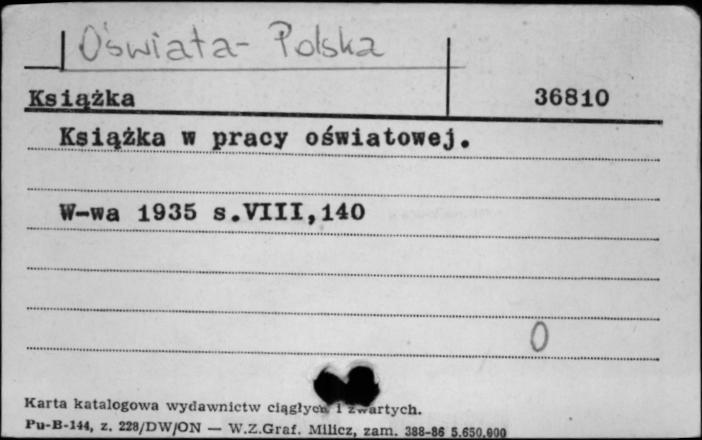 Oświata - Polska
Książka 36810
Książka w pracy oświatowej.
W-wa 1935 s.VIII,140
0
Karta katalogowa wydawnictw ciągłych i zwartych.
Pu-B-144, z. 228/DW/ON — W.Z.Graf. Milicz, zam. 388-86 5.650.000